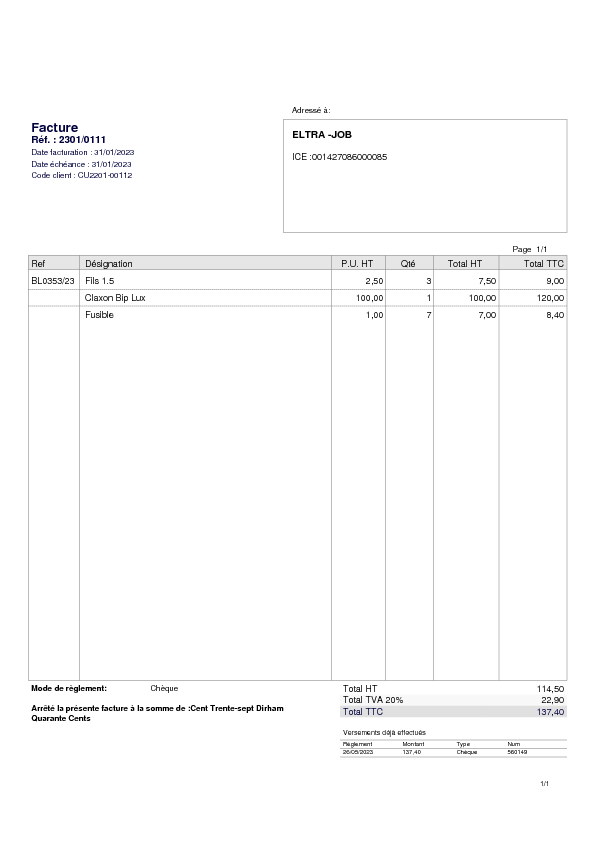 Adressé à:
Facture
Réf. : 2301/0111
Date facturation : 31/01/2023
Date échéance : 31/01/2023
Code client : CU2201-00112
ELTRA -JOB
ICE :001427086000085
Page 1/1
Ref Désignation P.U. HT Qté Total HT Total TTC
BL0353/23 Fils 1.5 2,50 3 7,50 9,00
Claxon Blp Lux 100,00 1 100,00 120,00
Fusible 1,00 7 7,00 8,40
Mode de règlement: Chèque
Arrêté la présente facture à la somme de :Cent Trente-sept Dirham
Quarante Cents
Total HT 114,50
Total TVA 20% 22,90
Total TTC 137,40
Versements déjà effectués
Règlement Montant Type Num
26/05/2023 137,40 Chèque 560149
1/1